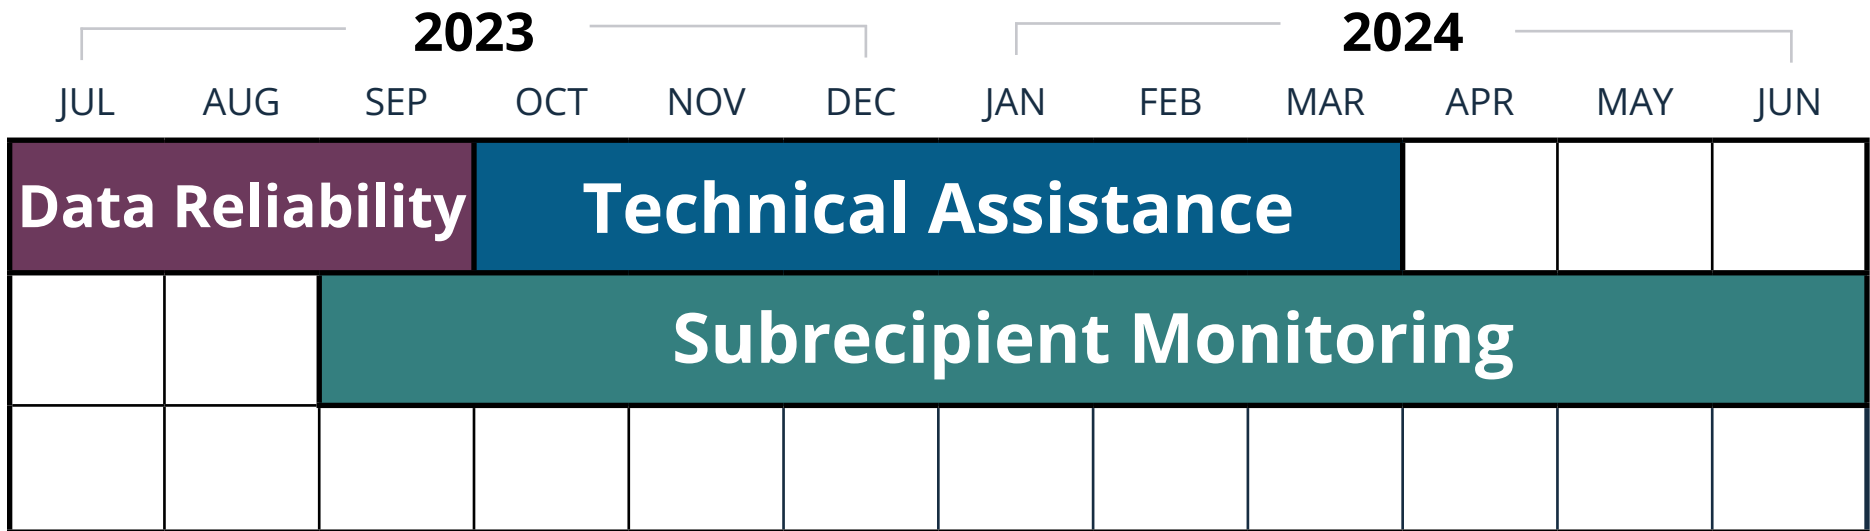 2023 2024
JUL AUG SEP OCT NOV DEC JAN FEB MAR APR MAY JUN
Data Reliability Technical Assistance
Subrecipient Monitoring